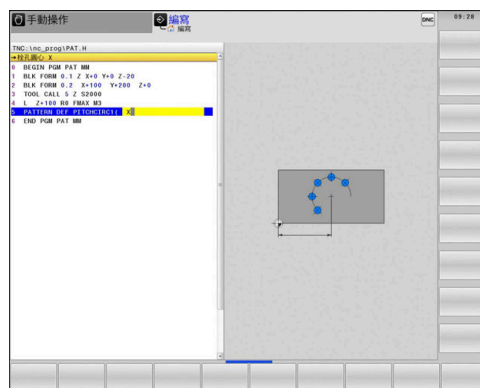 手動操作
編寫
編寫
DNC
09:28
TNC:\nc_prog\PAT.H
→栓孔圓心 X
0 BEGIN PGM PAT MM
1 BLK FORM 0.1 Z X+0 Y+0 Z-20
2 BLK FORM 0.2 X+100 Y+200 Z+0
3 TOOL CALL 5 Z S2000
4 L Z+100 R0 FMAX M3
5 PATTERN DEF PITCHCIRC1( X
6 END PGM PAT MM